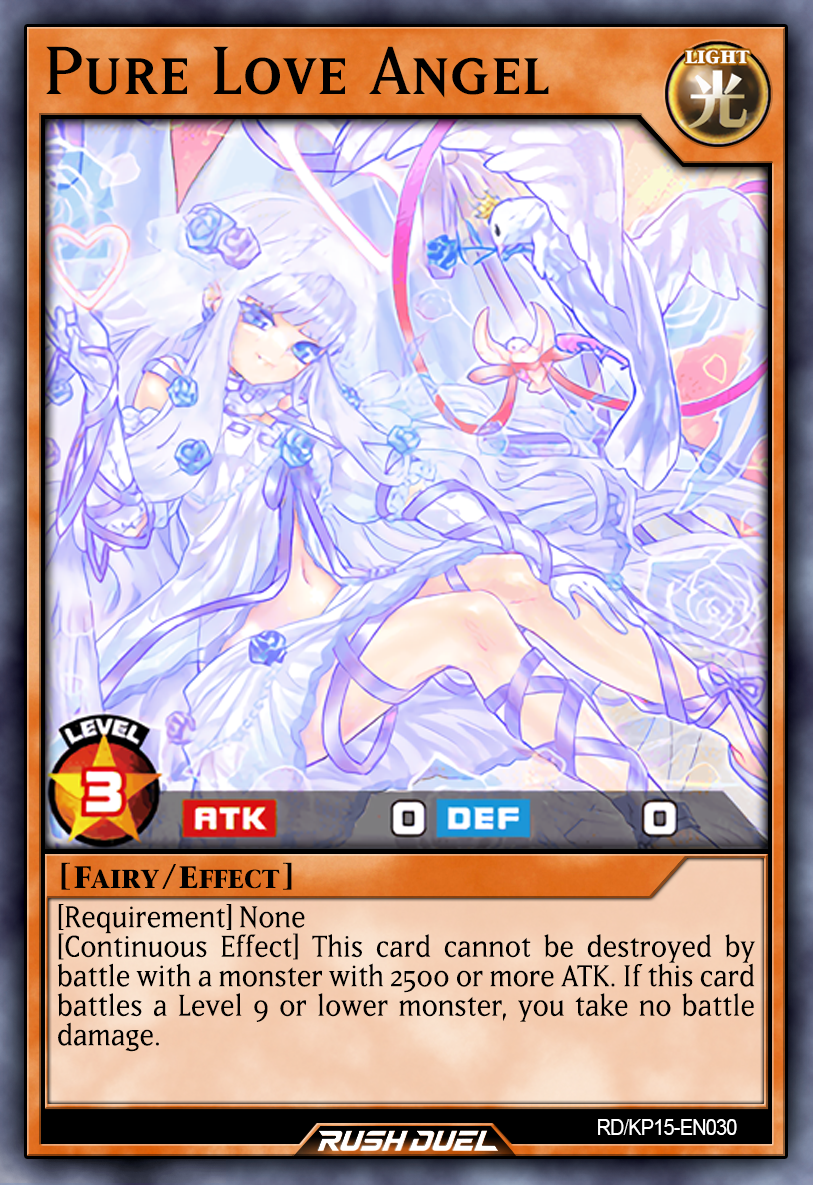 Pure Love Angel
LIGHT
光
LEVEL
3
ATK 0 DEF 0
[Fairy/Effect]
[Requirement] None
[Continuous Effect] This card cannot be destroyed by
battle with a monster with 2500 or more ATK. If this card
battles a Level 9 or lower monster, you take no battle
damage.
RD/KP15-EN030
RUSH DUEL